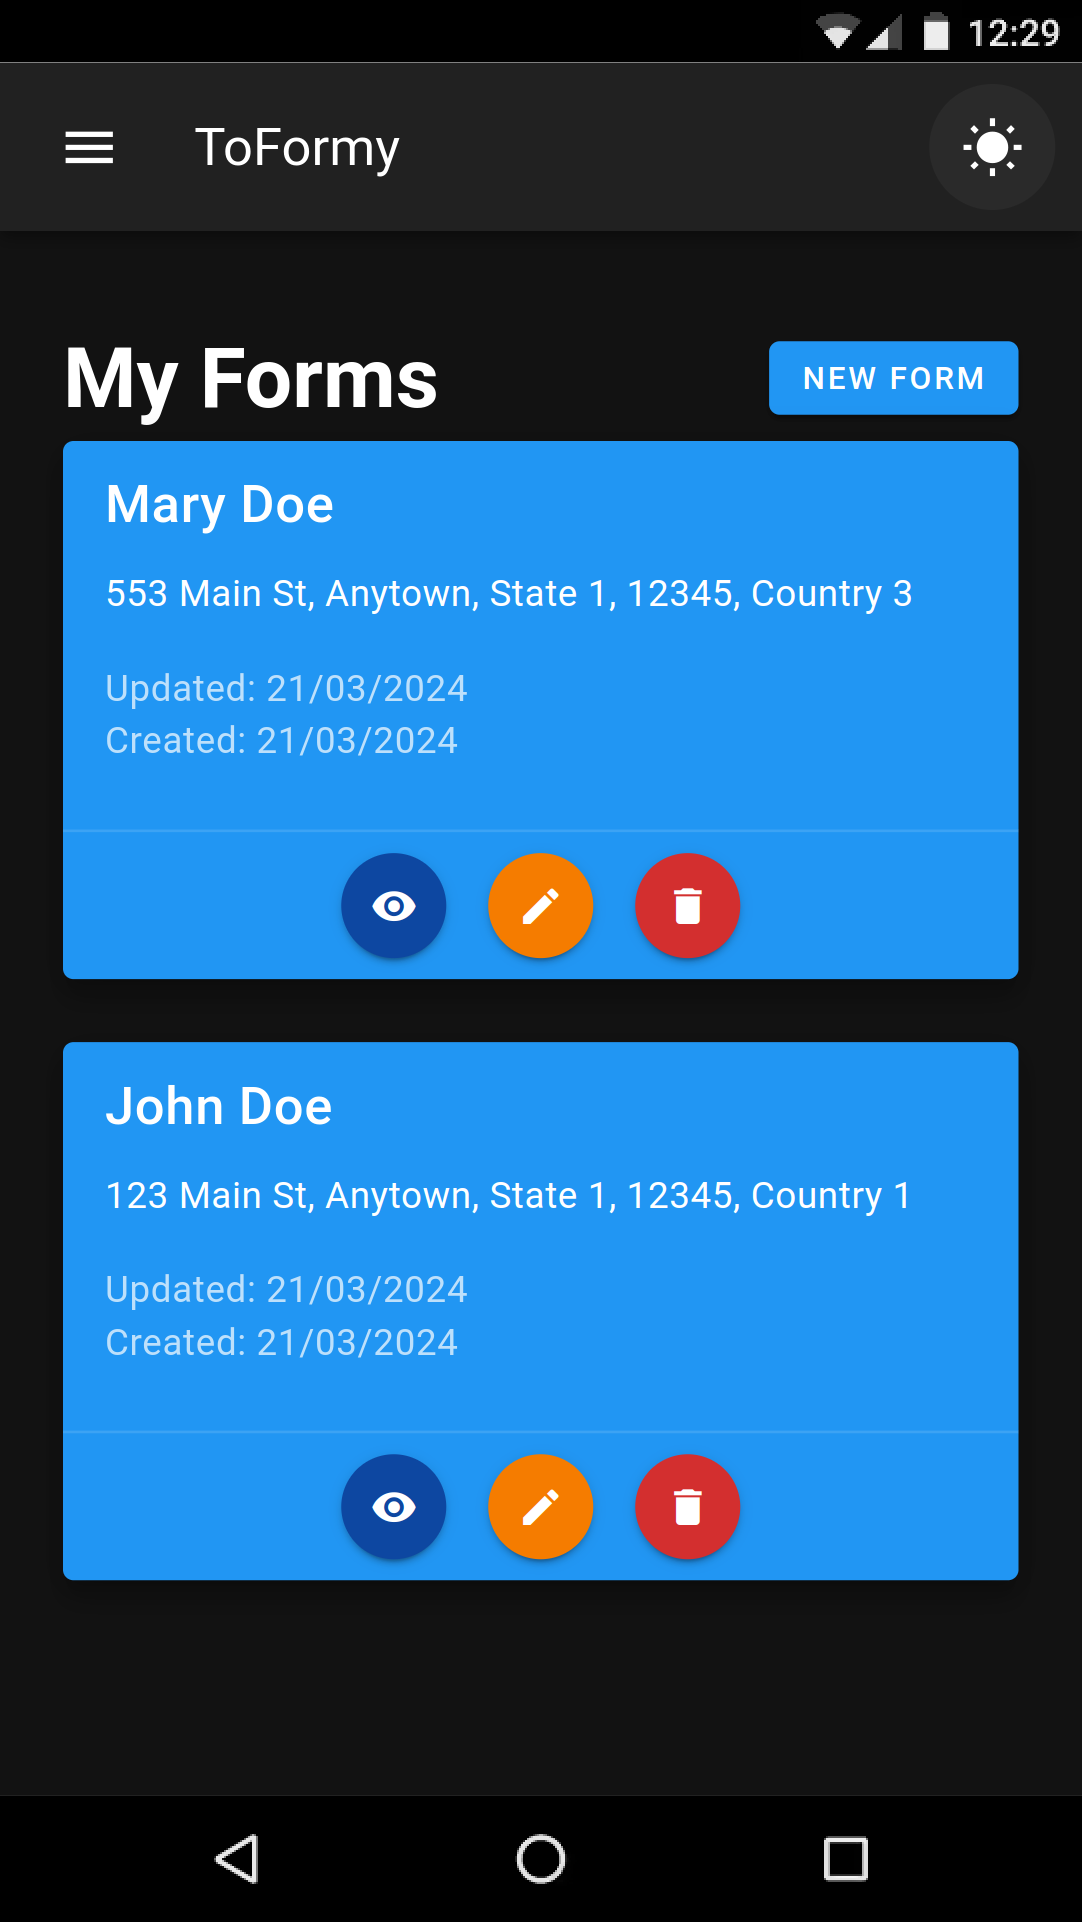 12:29
ToFormy
My Forms
NEW FORM
Mary Doe
553 Main St, Anytown, State 1, 12345, Country 3
Updated: 21/03/2024
Created: 21/03/2024
John Doe
123 Main St, Anytown, State 1, 12345, Country 1
Updated: 21/03/2024
Created: 21/03/2024